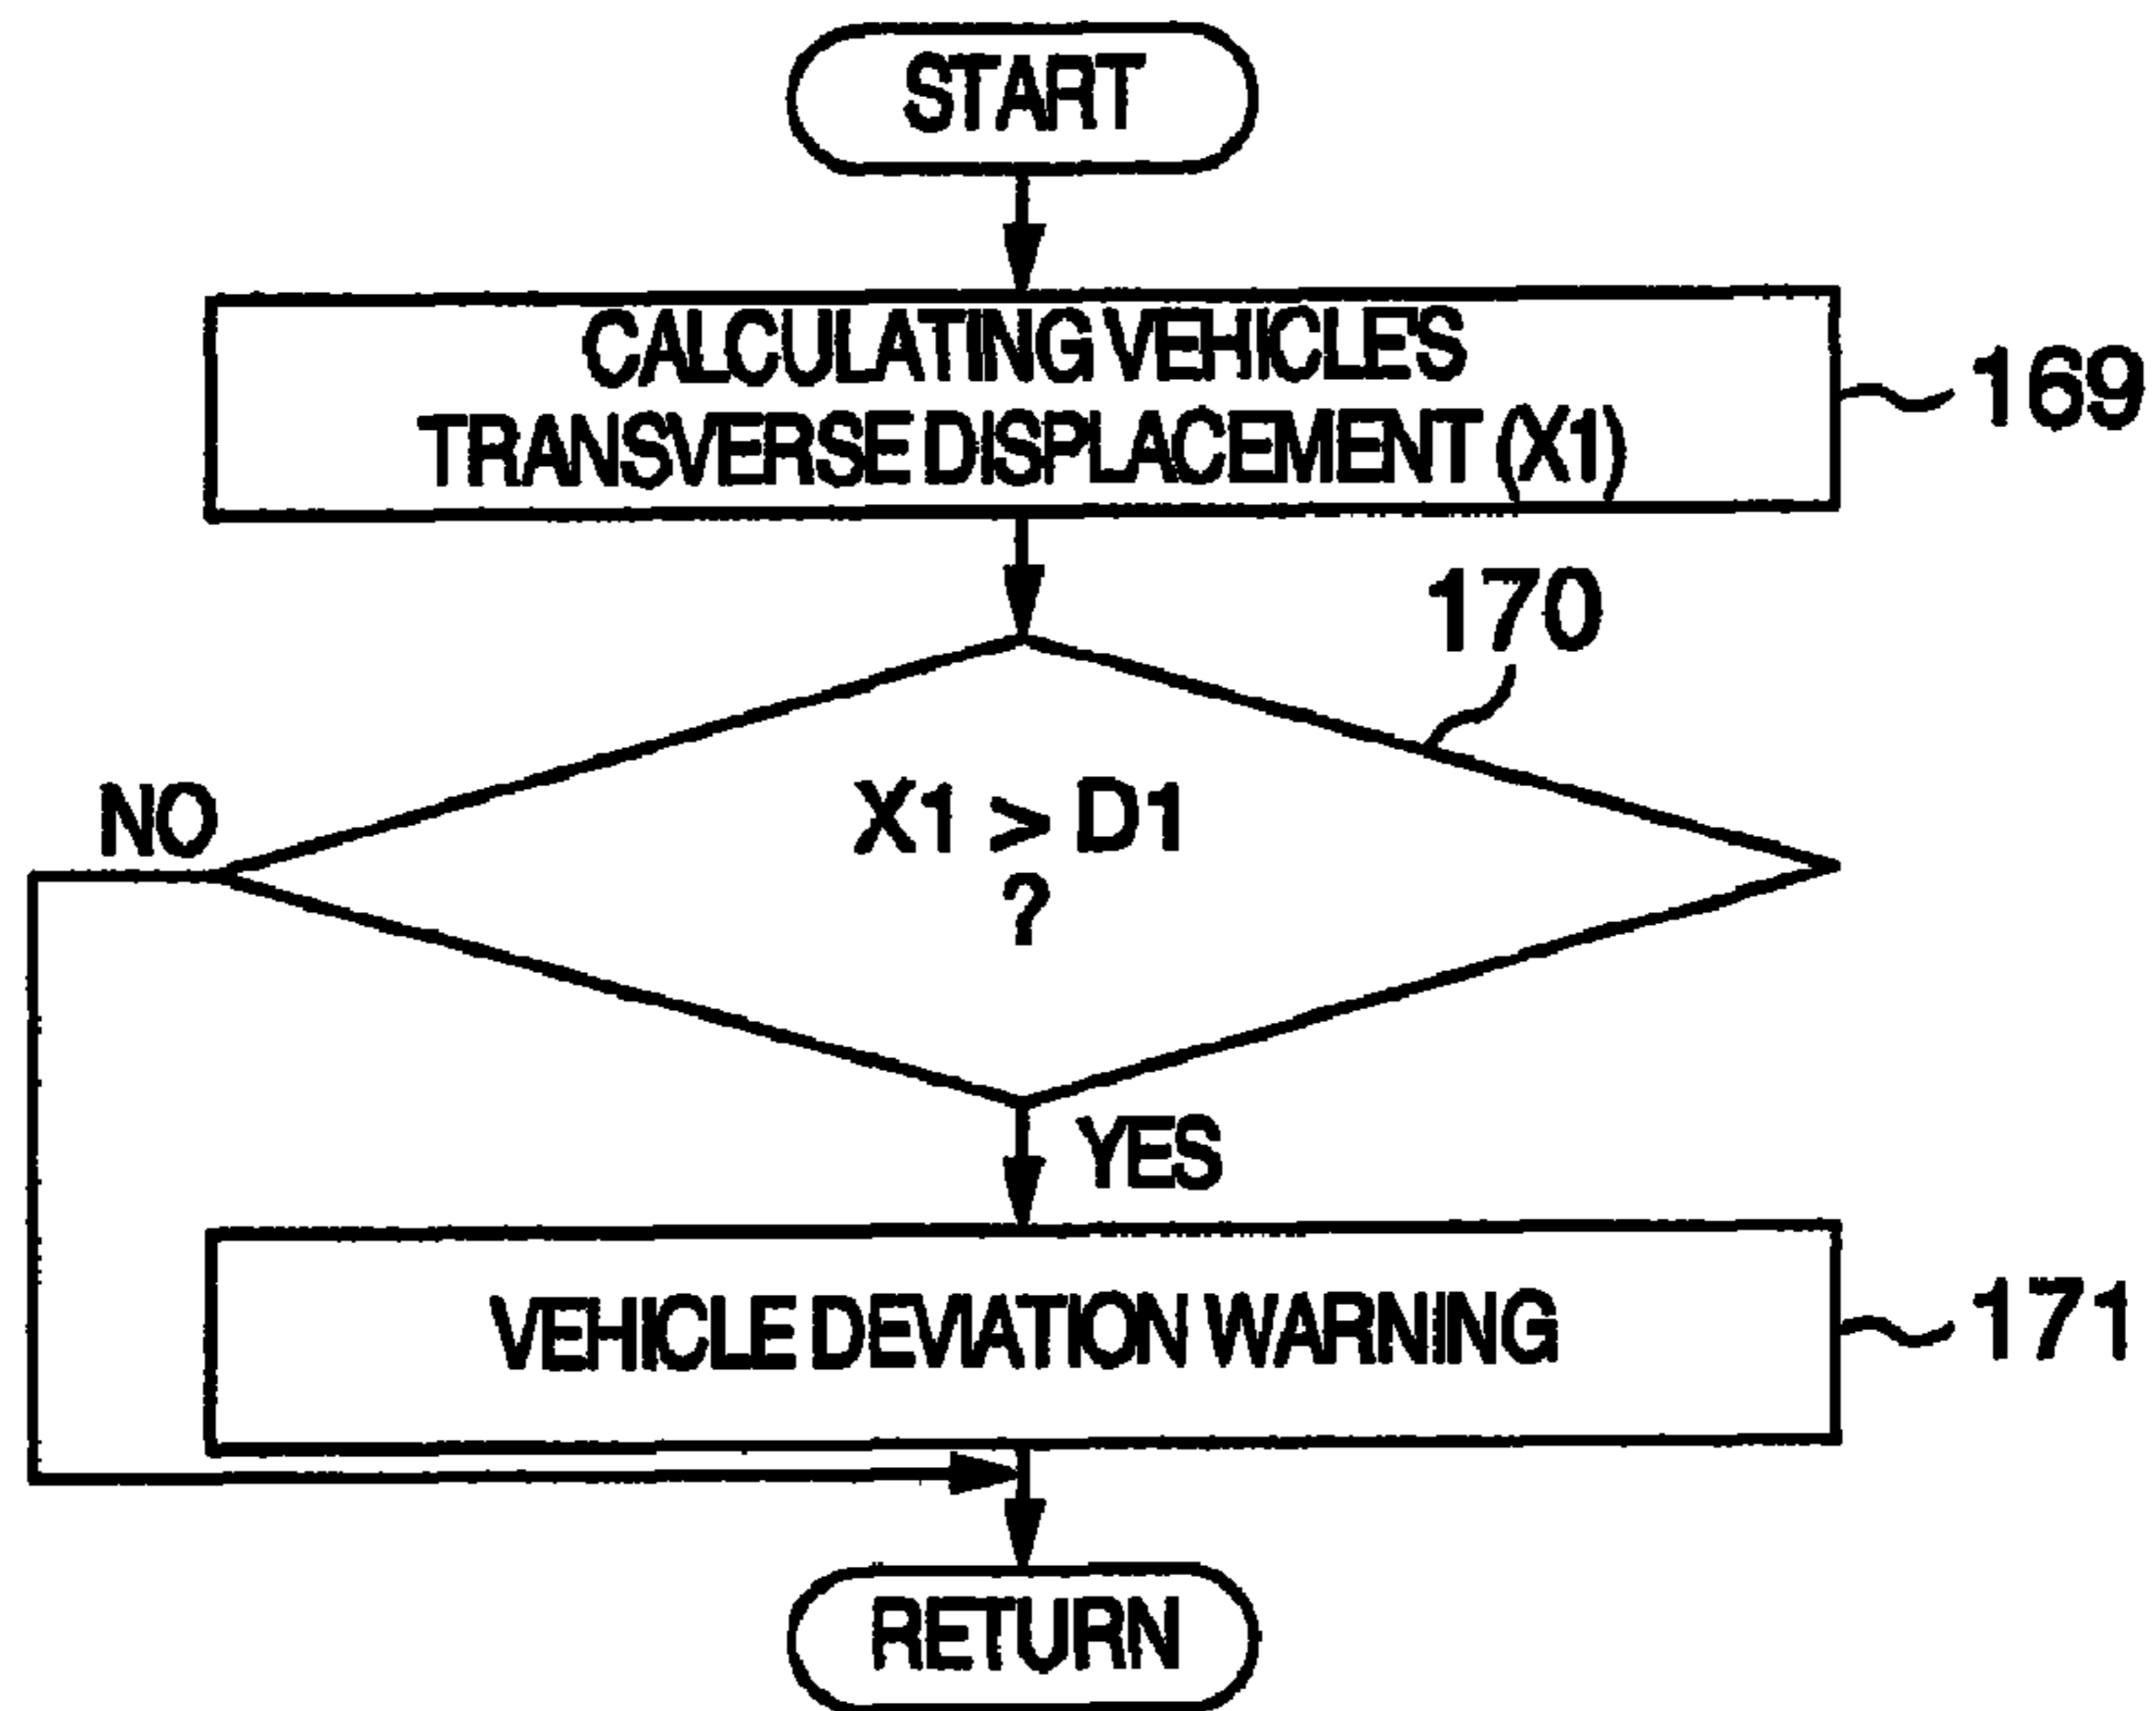 START
CALCULATING VEHICLE'S
TRANSVERSE DISPLACEMENT (X1)
169
170
NO
X1 > D1
?
YES
VEHICLE DEVIATION WARNING
171
RETURN